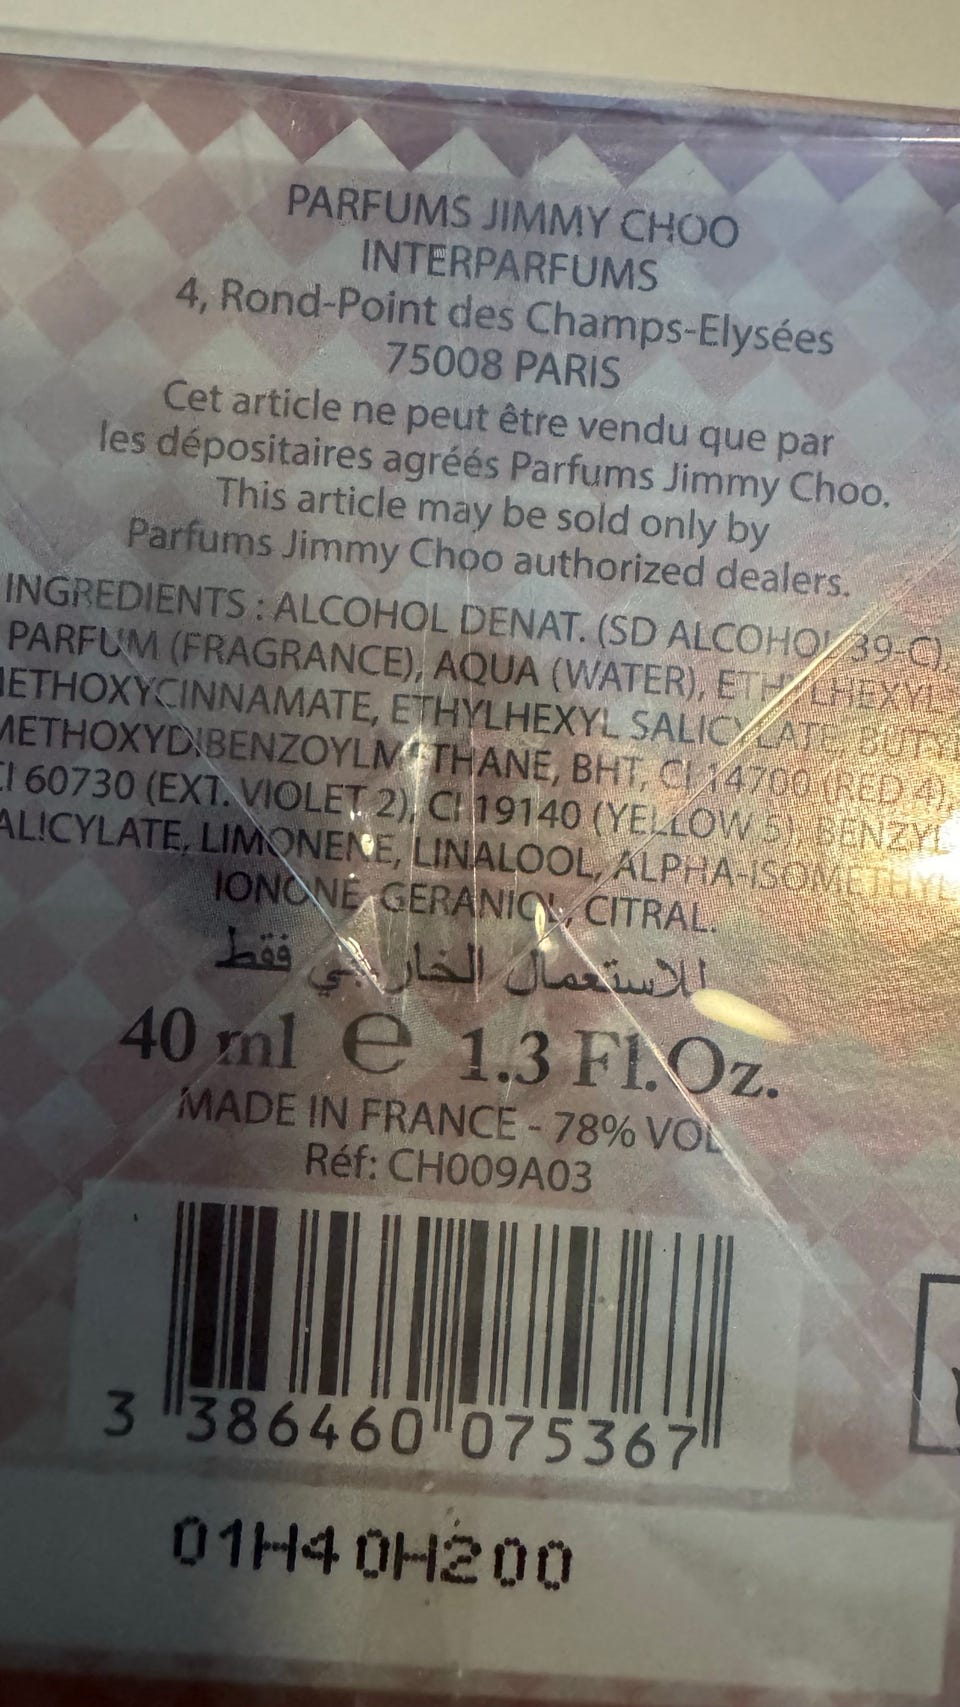 PARFUMS JIMMY CHOO
INTERPARFUMS
4, Rond-Point des Champs-Elysées
75008 PARIS
Cet article ne peut être vendu que par
les dépositaires agréés Parfums Jimmy Choo.
This article may be sold only by
Parfums Jimmy Choo authorized dealers.
INGREDIENTS : ALCOHOL DENAT. (SD ALCOHOL 39-C),
PARFUM (FRAGRANCE), AQUA (WATER), ETHYLHEXYL
METHOXYCINNAMATE, ETHYLHEXYL SALICYLATE, BUTYL
METHOXYDIBENZOYLMETHANE, BHT, CI 14700 (RED 4),
CI 60730 (EXT. VIOLET 2), CI 19140 (YELLOW 5), BENZYL
SALICYLATE, LIMONENE, LINALOOL, ALPHA-ISOMETHYL
IONONE, GERANIOL, CITRAL.
للاستعمال الخارجي فقط
40 ml e 1.3 Fl. Oz.
MADE IN FRANCE - 78% VOL
Réf: CH009A03
3 386460 075367
01H40H200